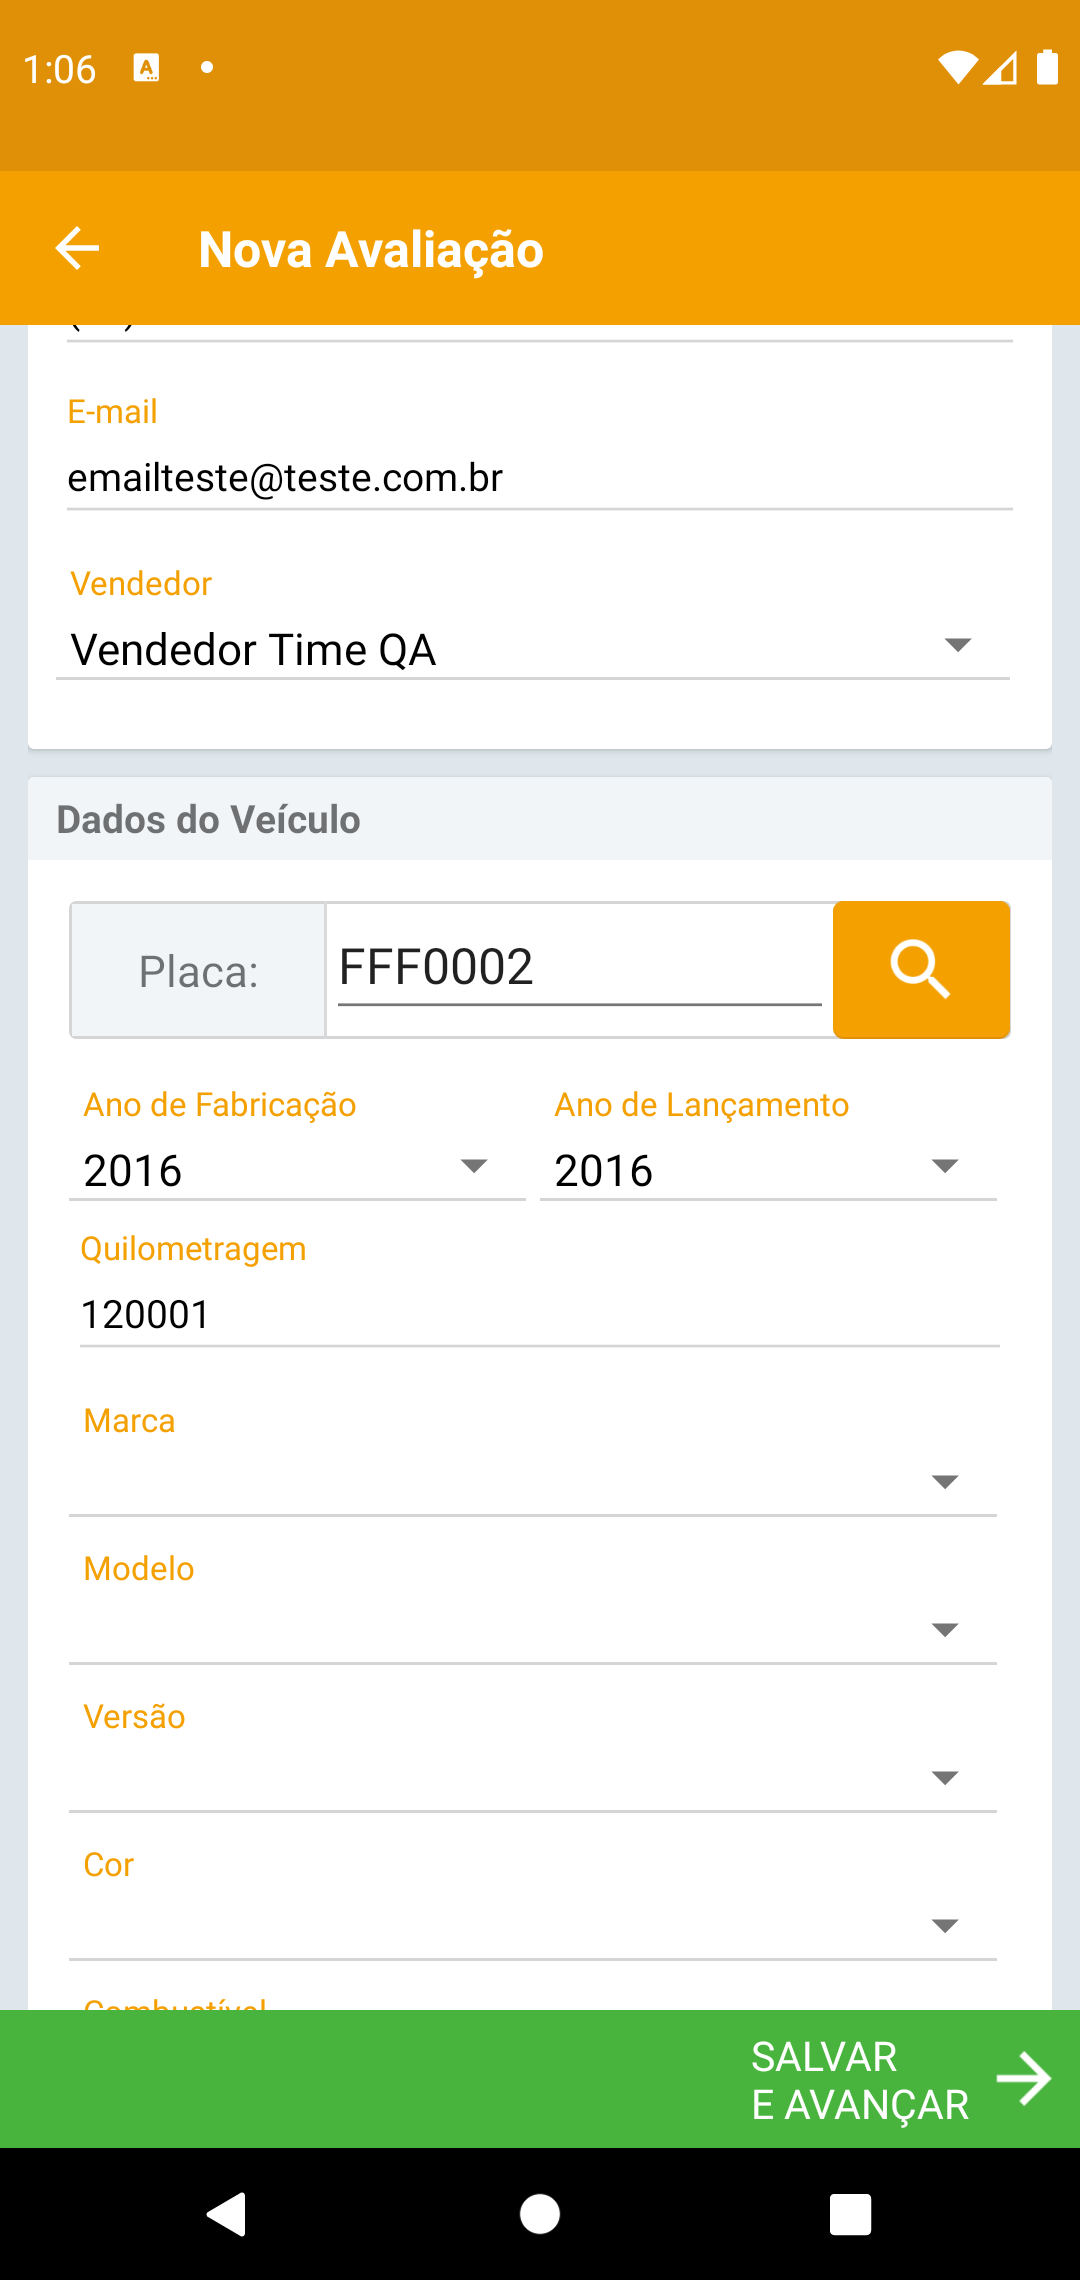 1:06
Nova Avaliação
E-mail
emailteste@teste.com.br
Vendedor
Vendedor Time QA
Dados do Veículo
Placa:
FFF0002
Ano de Fabricação
Ano de Lançamento
2016
2016
Quilometragem
120001
Marca
Modelo
Versão
Cor
Combustível
SALVAR
E AVANÇAR